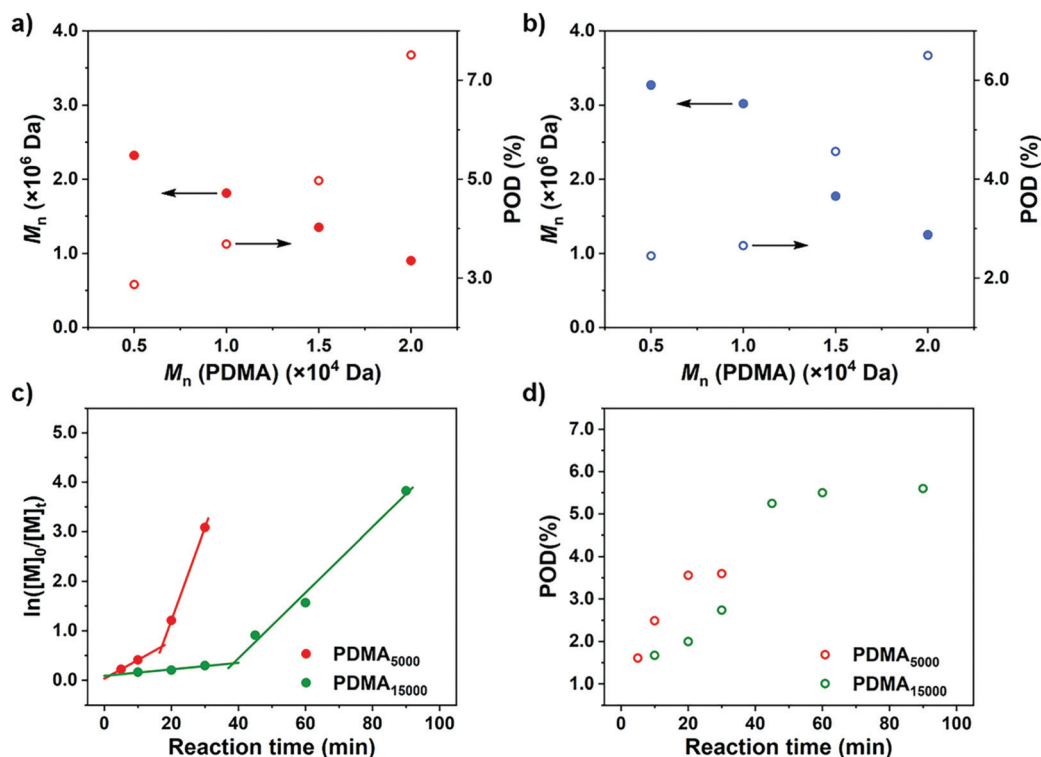 a)
4.0
3.0
2.0
1.0
0.0
7.0
5.0
3.0
0.5 1.0 1.5 2.0
Mn (×10⁶ Da)
POD (%)
Mn (PDMA) (×10⁴ Da)
b)
4.0
3.0
2.0
1.0
0.0
6.0
4.0
2.0
0.5 1.0 1.5 2.0
Mn (×10⁶ Da)
POD (%)
Mn (PDMA) (×10⁴ Da)
c)
5.0
4.0
3.0
2.0
1.0
0.0
0 20 40 60 80 100
ln([M]₀/[M]ₜ)
PDMA₅₀₀₀
PDMA₁₅₀₀₀
Reaction time (min)
d)
7.0
6.0
5.0
4.0
3.0
2.0
1.0
0 20 40 60 80 100
POD(%)
PDMA₅₀₀₀
PDMA₁₅₀₀₀
Reaction time (min)